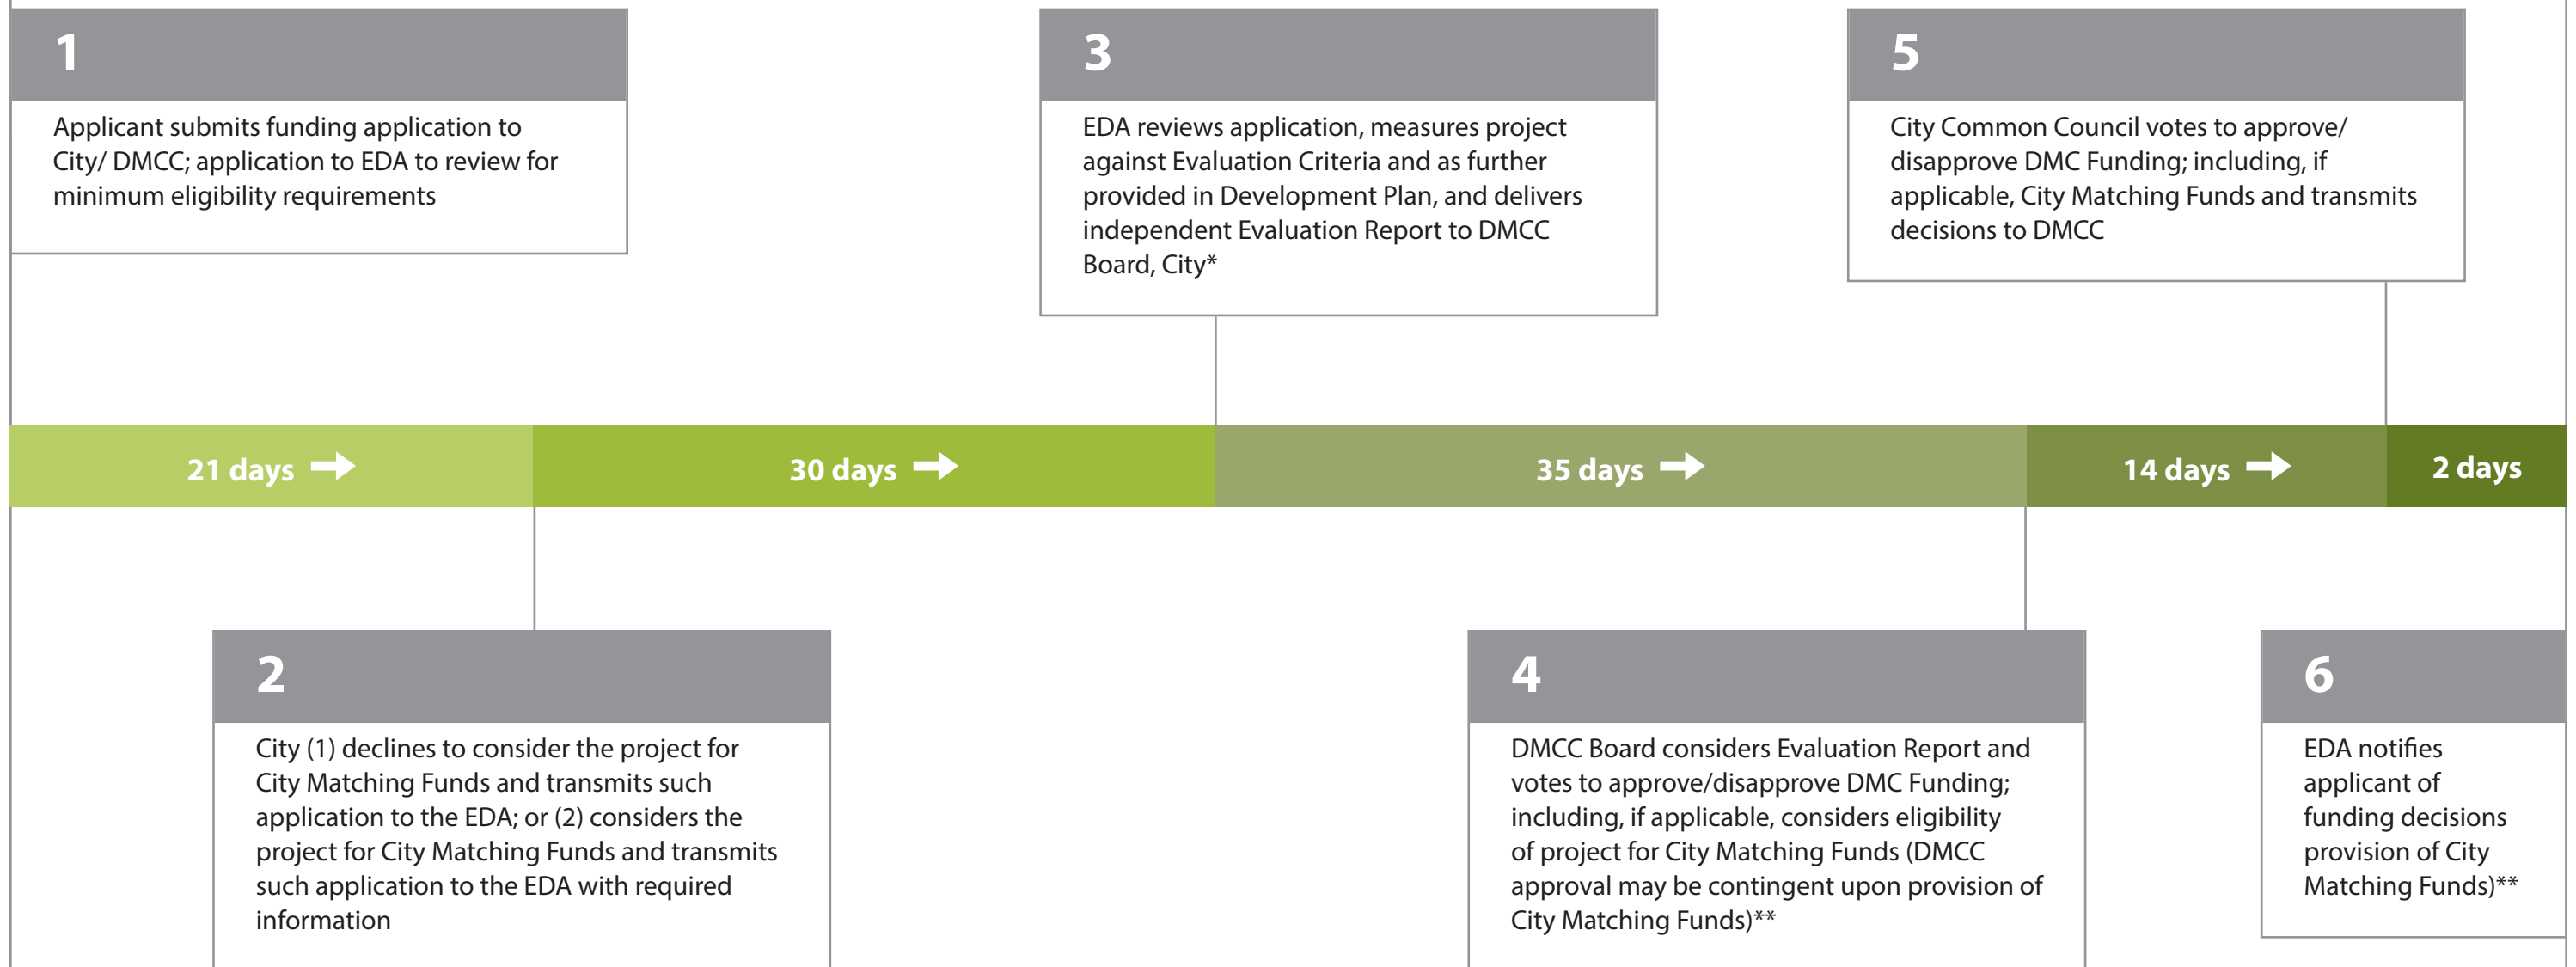 1
Applicant submits funding application to
City/ DMCC; application to EDA to review for
minimum eligibility requirements
3
EDA reviews application, measures project
against Evaluation Criteria and as further
provided in Development Plan, and delivers
independent Evaluation Report to DMCC
Board, City*
5
City Common Council votes to approve/
disapprove DMC Funding; including, if
applicable, City Matching Funds and transmits
decisions to DMCC
21 days
30 days
35 days
14 days
2 days
2
City (1) declines to consider the project for
City Matching Funds and transmits such
application to the EDA; or (2) considers the
project for City Matching Funds and transmits
such application to the EDA with required
information
4
DMCC Board considers Evaluation Report and
votes to approve/disapprove DMC Funding;
including, if applicable, considers eligibility
of project for City Matching Funds (DMCC
approval may be contingent upon provision of
City Matching Funds)**
6
EDA notifies
applicant of
funding decisions
provision of City
Matching Funds)**